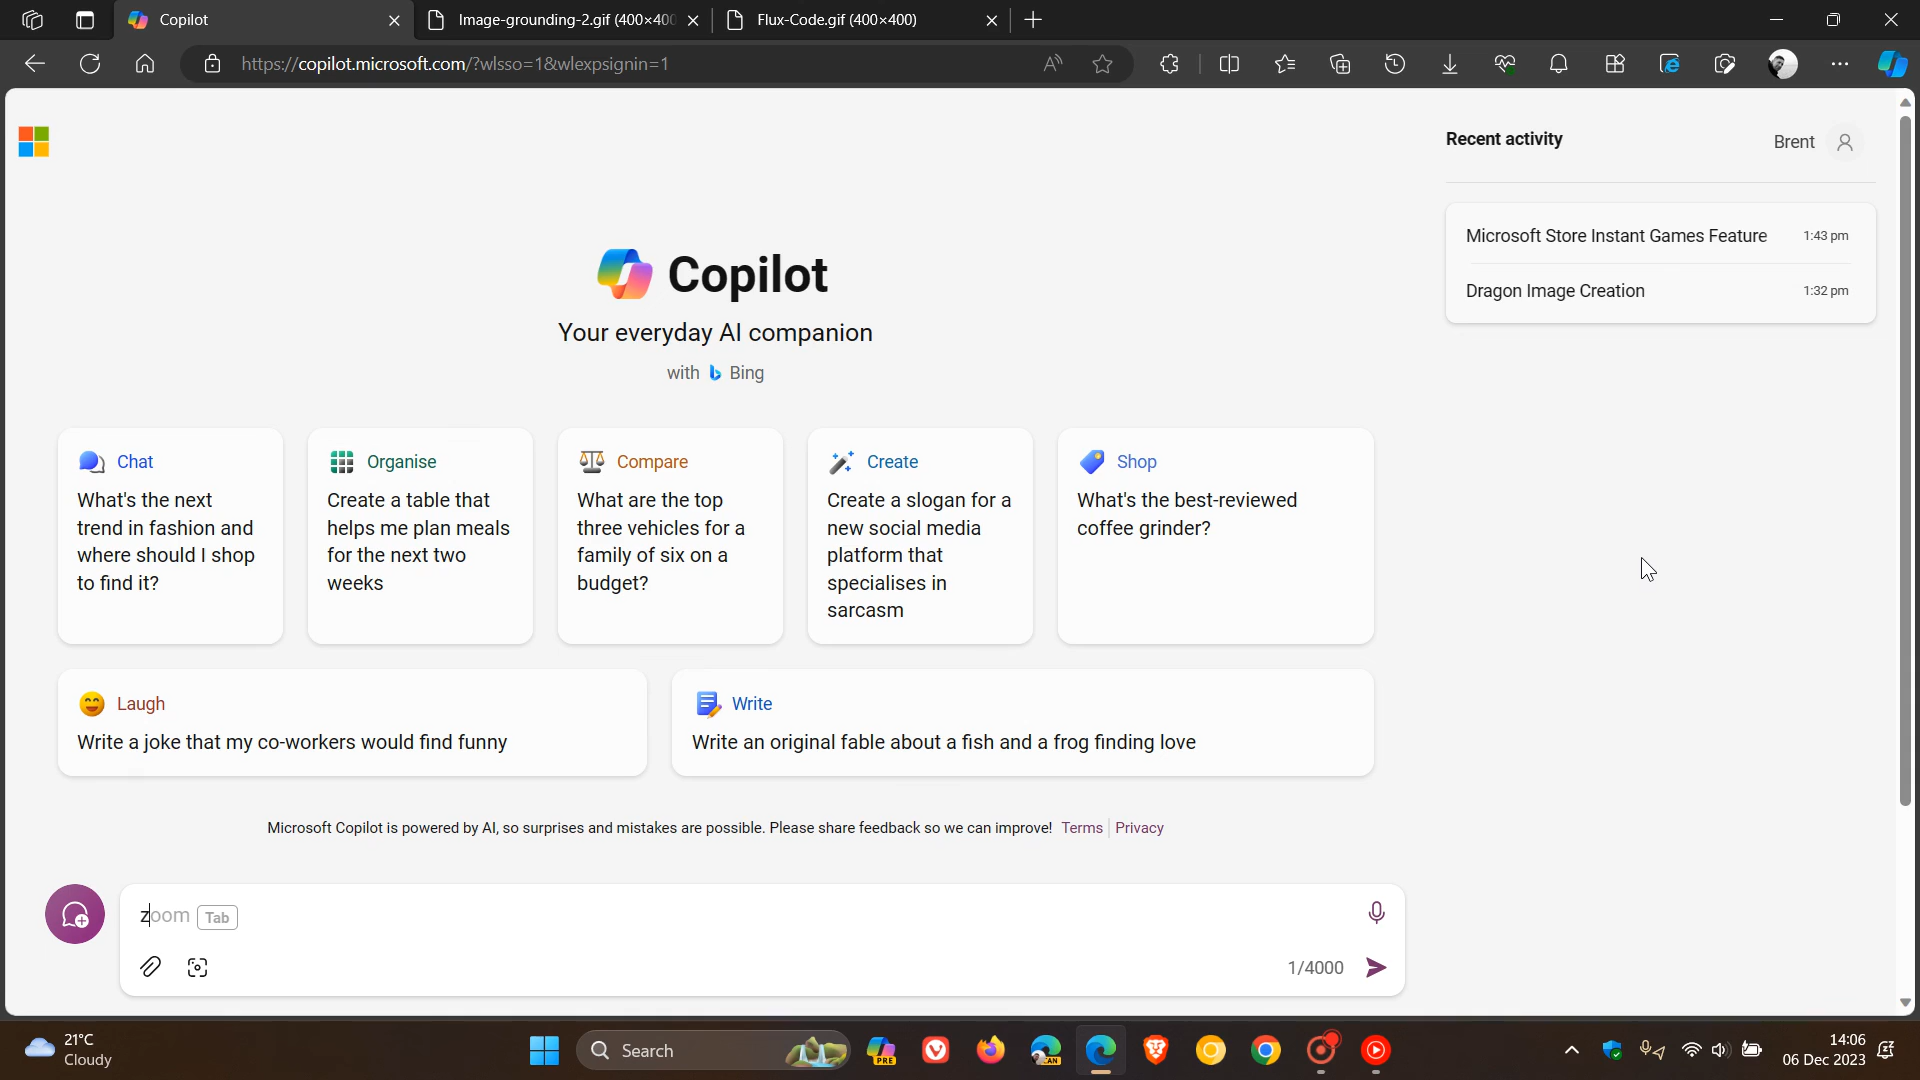 Copilot
Image-grounding-2.gif (400×400
Flux-Code.gif (400×400)
https://copilot.microsoft.com/?wlsso=1&wlexpsignin=1
Recent activity
Brent
Microsoft Store Instant Games Feature 1:43 pm
Dragon Image Creation 1:32 pm
Copilot
Your everyday AI companion
with Bing
Chat
What's the next
trend in fashion and
where should I shop
to find it?
Organise
Create a table that
helps me plan meals
for the next two
weeks
Compare
What are the top
three vehicles for a
family of six on a
budget?
Create
Create a slogan for a
new social media
platform that
specialises in
sarcasm
Shop
What's the best-reviewed
coffee grinder?
Laugh
Write a joke that my co-workers would find funny
Write
Write an original fable about a fish and a frog finding love
Microsoft Copilot is powered by AI, so surprises and mistakes are possible. Please share feedback so we can improve! Terms Privacy
zoom Tab
1/4000
21°C
Cloudy
Search
PRE
CAN
14:06
06 Dec 2023